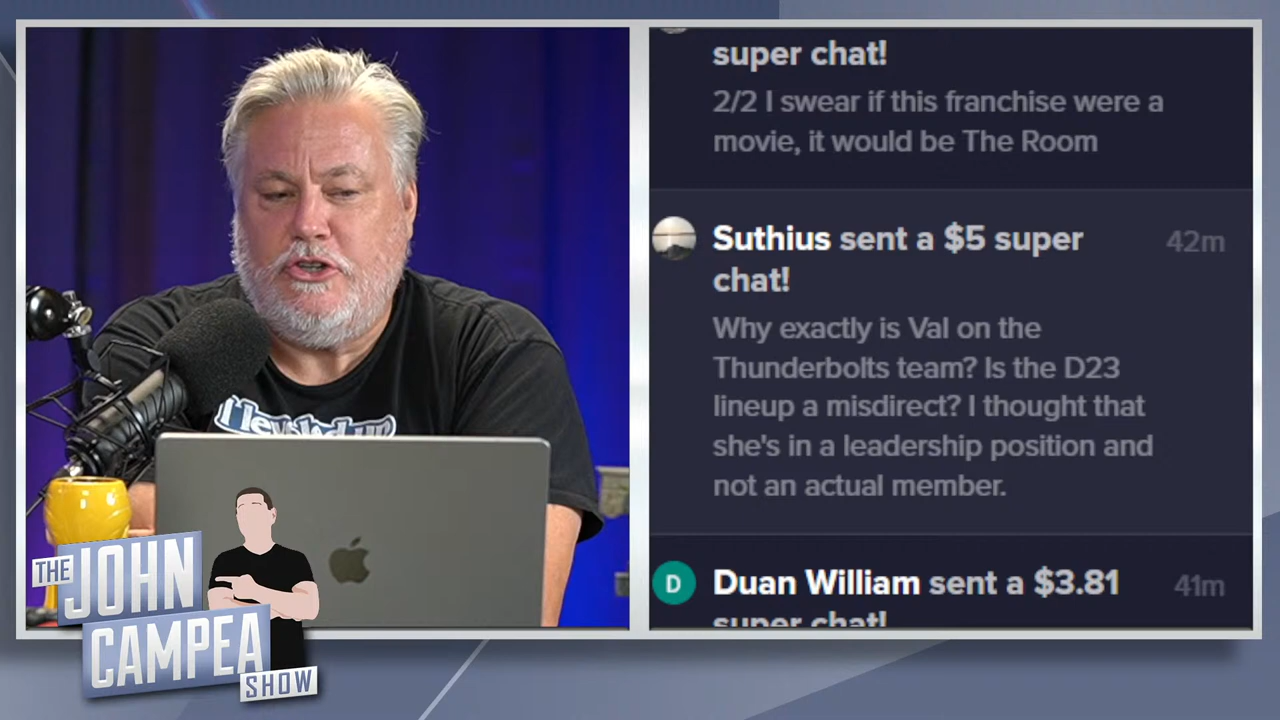 super chat!
2/2 I swear if this franchise were a
movie, it would be The Room
Suthius sent a $5 super
chat!
42m
Why exactly is Val on the
Thunderbolts team? Is the D23
lineup a misdirect? I thought that
she's in a leadership position and
not an actual member.
D
Duan William sent a $3.81
super chat!
41m
THE
JOHN
CAMPEA
SHOW